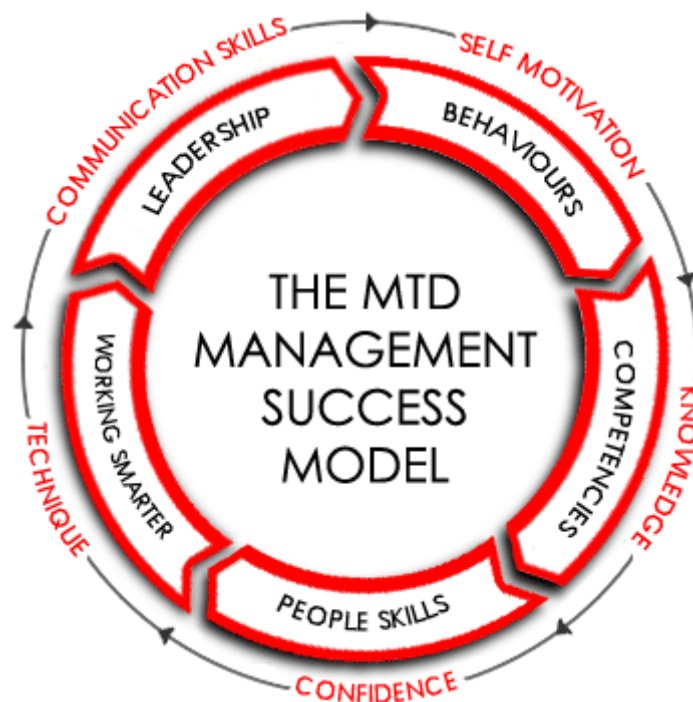 COMMUNICATION SKILLS
SELF MOTIVATION
LEADERSHIP
BEHAVIOURS
THE MTD
MANAGEMENT
SUCCESS
MODEL
WORKING SMARTER
COMPETENCIES
TECHNIQUE
KNOWLEDGE
PEOPLE SKILLS
CONFIDENCE